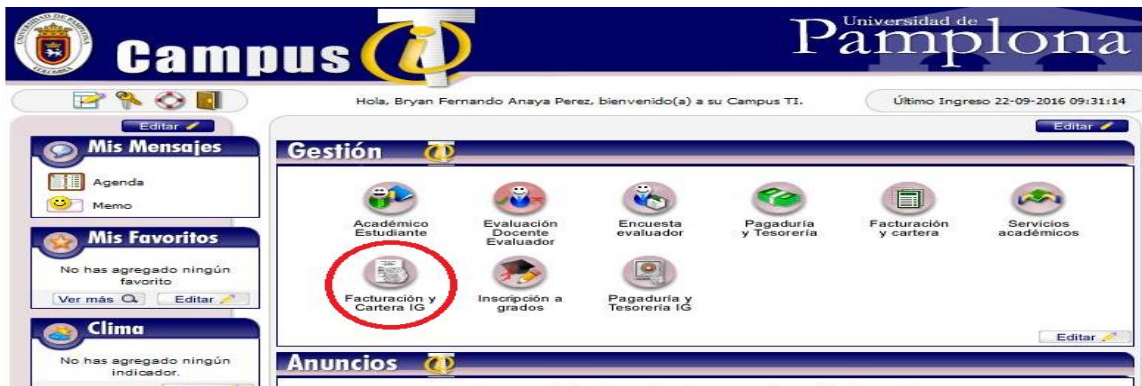 Campus TI
Universidad de
Pamplona
Hola, Bryan Fernando Anaya Perez, bienvenido(a) a su Campus TI.
Último Ingreso 22-09-2016 09:31:14
Editar
Mis Mensajes
Agenda
Memo
Mis Favoritos
No has agregado ningún
favorito
Ver más
Editar
Clima
No has agregado ningún
indicador.
Editar
Gestión
Académico
Estudiante
Evaluación
Docente
Evaluador
Encuesta
evaluador
Pagaduría
y Tesorería
Facturación
y cartera
Servicios
académicos
Facturación y
Cartera IG
Inscripción a
grados
Pagaduría y
Tesorería IG
Editar
Anuncios